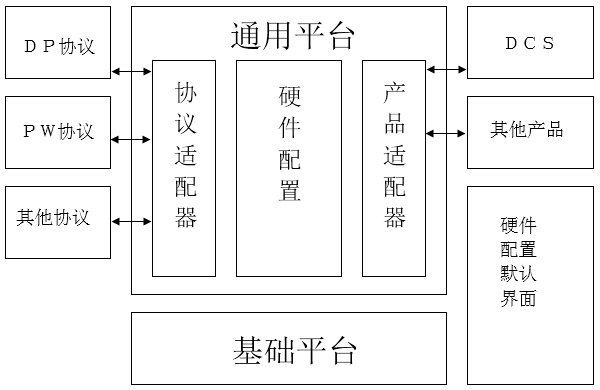 通用平台
ＤＰ协议
ＰＷ协议
其他协议
协议适配器
硬件配置
产品适配器
ＤＣＳ
其他产品
硬件
配置
默认
界面
基础平台